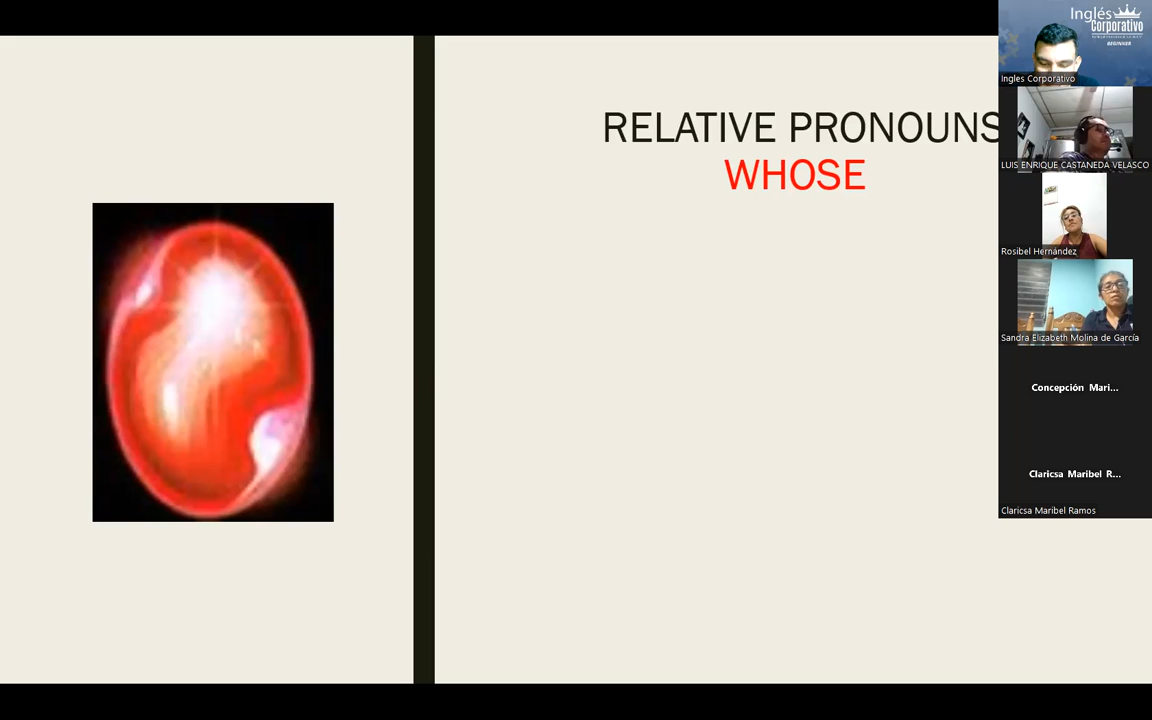 RELATIVE PRONOUNS
WHOSE
Inglés
Corporativo
BEGINNER
Ingles Corporativo
LUIS ENRIQUE CASTANEDA VELASCO
Rosibel Hernández
Sandra Elizabeth Molina de García
Concepción Mari...
Claricsa Maribel R...
Claricsa Maribel Ramos